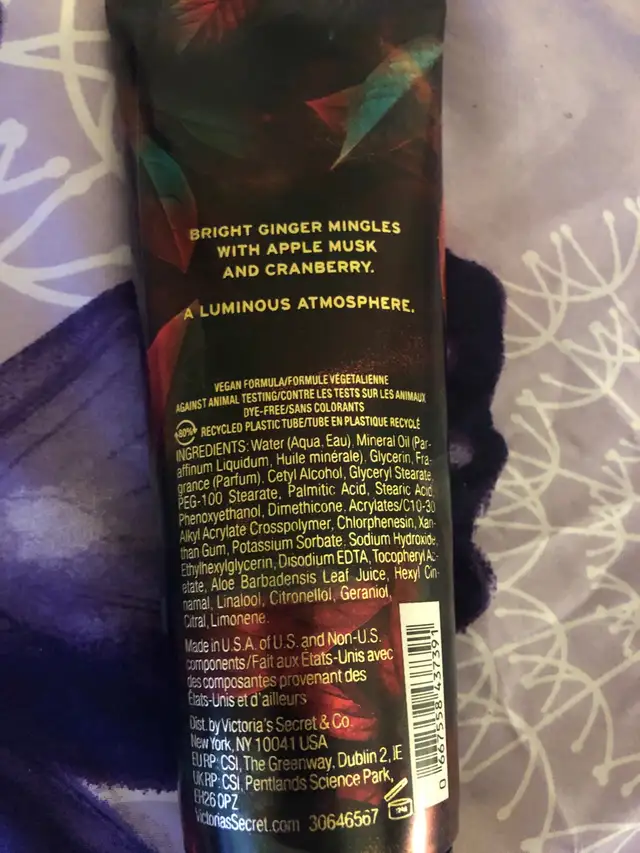 BRIGHT GINGER MINGLES
WITH APPLE MUSK
AND CRANBERRY.
A LUMINOUS ATMOSPHERE.
VEGAN FORMULA/FORMULE VÉGÉTALIENNE
AGAINST ANIMAL TESTING/CONTRE LES TESTS SUR LES ANIMAUX
DYE-FREE/SANS COLORANTS
80% RECYCLED PLASTIC TUBE/TUBE EN PLASTIQUE RECYCLÉ
INGREDIENTS: Water (Aqua, Eau), Mineral Oil (Par-
affinum Liquidum, Huile minérale), Glycerin, Fra-
grance (Parfum), Cetyl Alcohol, Glyceryl Stearate,
PEG-100 Stearate, Palmitic Acid, Stearic Acid,
Phenoxyethanol, Dimethicone, Acrylates/C10-30
Alkyl Acrylate Crosspolymer, Chlorphenesin, Xan-
than Gum, Potassium Sorbate, Sodium Hydroxide,
Ethylhexylglycerin, Disodium EDTA, Tocopheryl Ac-
etate, Aloe Barbadensis Leaf Juice, Hexyl Cin-
namal, Linalool, Citronellol, Geraniol,
Citral, Limonene.
Made in U.S.A. of U.S. and Non-U.S.
components/Fait aux États-Unis avec
des composantes provenant des
États-Unis et d'ailleurs
Dist. by Victoria's Secret & Co.
New York, NY 10041 USA
EU RP: CSI, The Greenway, Dublin 2, IE
UK RP: CSI, Pentlands Science Park,
EH26 0PZ
VictoriasSecret.com 30646567
0 667558 437391